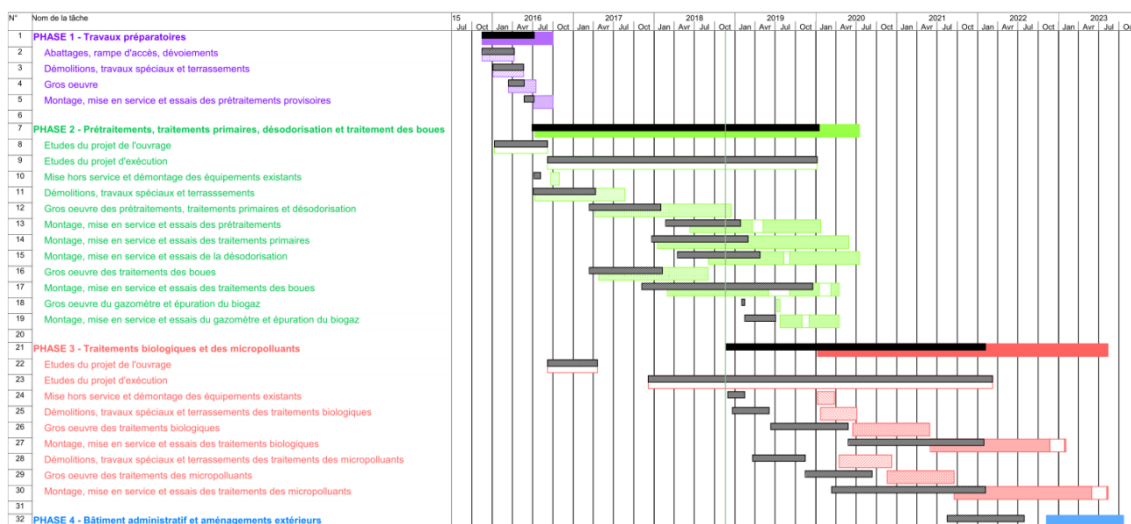 N° Nom de la tâche 15 2016 2017 2018 2019 2020 2021 2022 2023
Jul Oct Jan Avr Jul Oct Jan Avr Jul Oct Jan Avr Jul Oct Jan Avr Jul Oct Jan Avr Jul Oct Jan Avr Jul Oct Jan Avr Jul Oct Jan Avr Jul Oc
1 PHASE 1 - Travaux préparatoires
2 Abattages, rampe d'accès, dévoiements
3 Démolitions, travaux spéciaux et terrassements
4 Gros oeuvre
5 Montage, mise en service et essais des prétraitements provisoires
6
7 PHASE 2 - Prétraitements, traitements primaires, désodorisation et traitement des boues
8 Etudes du projet de l'ouvrage
9 Etudes du projet d'exécution
10 Mise hors service et démontage des équipements existants
11 Démolitions, travaux spéciaux et terrasssements
12 Gros oeuvre des prétraitements, traitements primaires et désodorisation
13 Montage, mise en service et essais des prétraitements
14 Montage, mise en service et essais des traitements primaires
15 Montage, mise en service et essais de la désodorisation
16 Gros oeuvre des traitements des boues
17 Montage, mise en service et essais des traitements des boues
18 Gros oeuvre du gazomètre et épuration du biogaz
19 Montage, mise en service et essais du gazomètre et épuration du biogaz
20
21 PHASE 3 - Traitements biologiques et des micropolluants
22 Etudes du projet de l'ouvrage
23 Etudes du projet d'exécution
24 Mise hors service et démontage des équipements existants
25 Démolitions, travaux spéciaux et terrassements des traitements biologiques
26 Gros oeuvre des traitements biologiques
27 Montage, mise en service et essais des traitements biologiques
28 Démolitions, travaux spéciaux et terrassements des traitements des micropolluants
29 Gros oeuvre des traitements des micropolluants
30 Montage, mise en service et essais des traitements des micropolluants
31
32 PHASE 4 - Bâtiment administratif et aménagements extérieurs